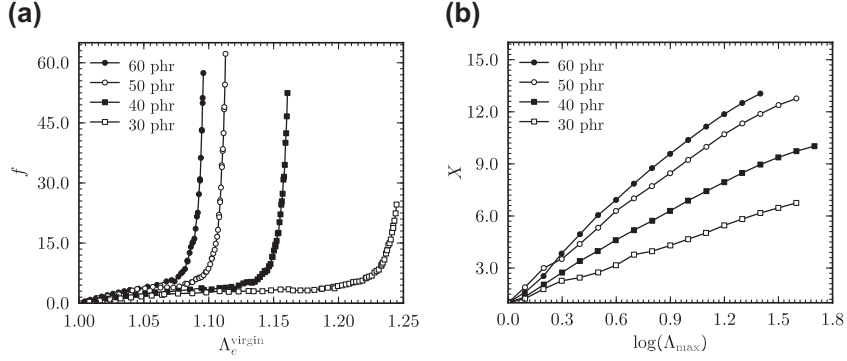 (a)
(b)
60 phr
50 phr
40 phr
30 phr
60.0
45.0
30.0
15.0
0.0
f
1.00
1.05
1.10
1.15
1.20
1.25
Λ_e^virgin
60 phr
50 phr
40 phr
30 phr
15.0
12.0
9.0
6.0
3.0
X
0.0
0.3
0.6
0.9
1.2
1.5
1.8
log(Λ_max)